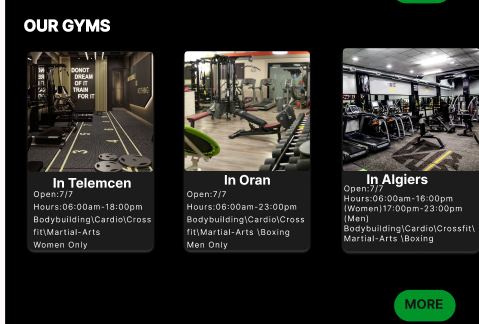 OUR GYMS
DONOT
DREAM
OF IT
TRAIN
FOR IT
In Telemcen
Open:7/7
Hours:06:00am-18:00pm
Bodybuilding\Cardio\Cross
fit\Martial-Arts
Women Only
In Oran
Open:7/7
Hours:06:00am-23:00pm
Bodybuilding\Cardio\Cross
fit\Martial-Arts \Boxing
Men Only
In Algiers
Open:7/7
Hours:06:00am-16:00pm
(Women)17:00pm-23:00pm
(Men)
Bodybuilding\Cardio\Crossfit\
Martial-Arts \Boxing
MORE